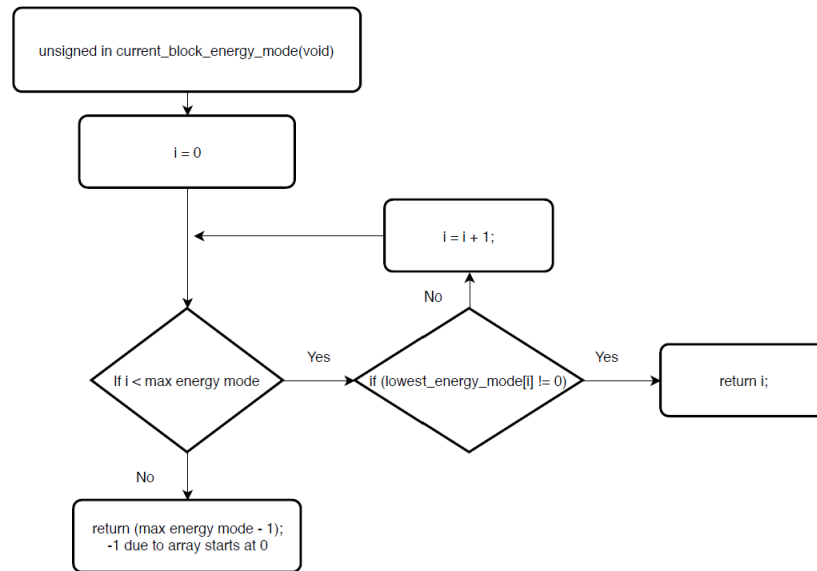 unsigned in current_block_energy_mode(void)
i = 0
i = i + 1;
No
If i < max energy mode
Yes
if (lowest_energy_mode[i] != 0)
Yes
return i;
No
return (max energy mode - 1);
-1 due to array starts at 0